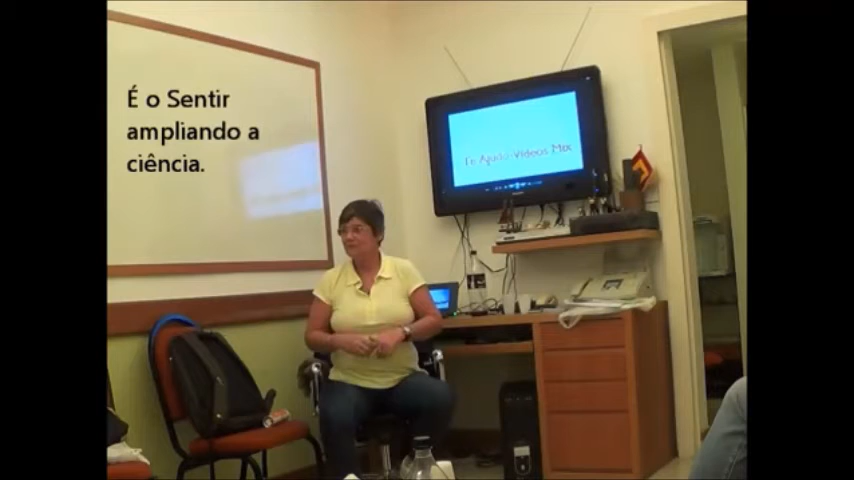 É o Sentir
ampliando a
ciência.
Te Ajudo Vídeos Mix